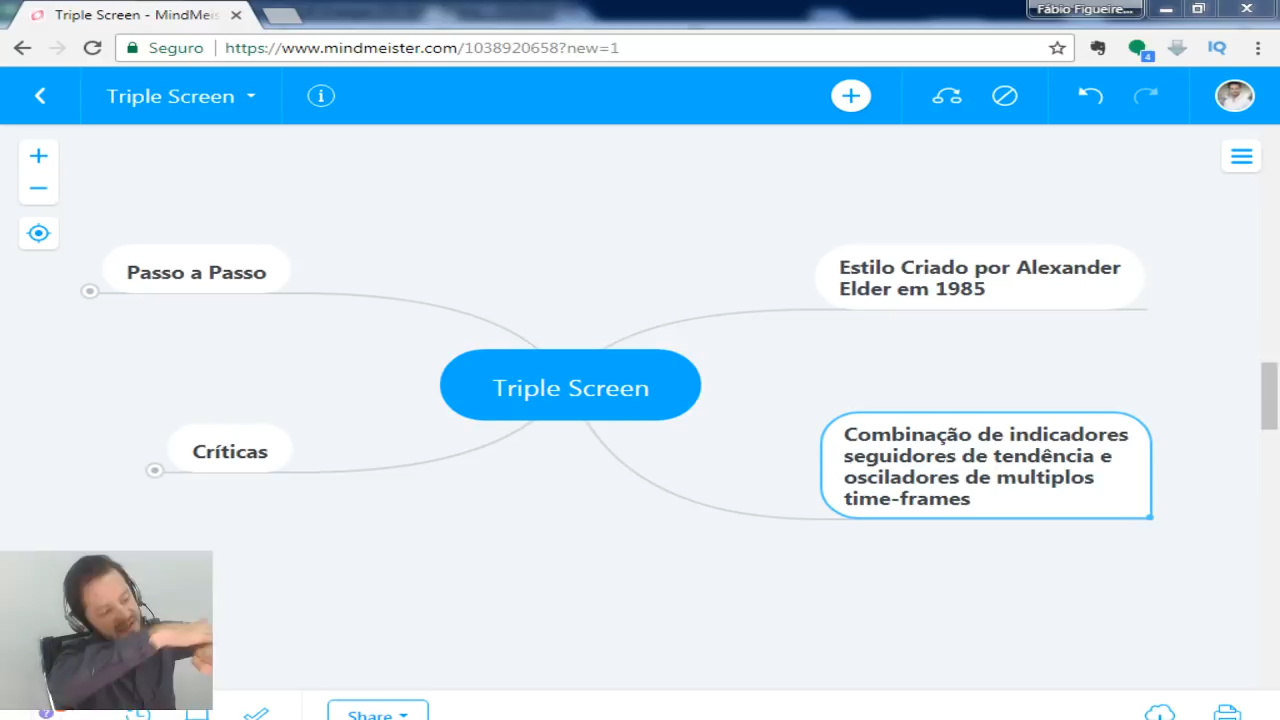 Triple Screen - MindMeis
Fábio Figueire...
Seguro
https://www.mindmeister.com/1038920658?new=1
4
IQ
Triple Screen
Passo a Passo
Estilo Criado por Alexander
Elder em 1985
Triple Screen
Críticas
Combinação de indicadores
seguidores de tendência e
osciladores de multiplos
time-frames
Share